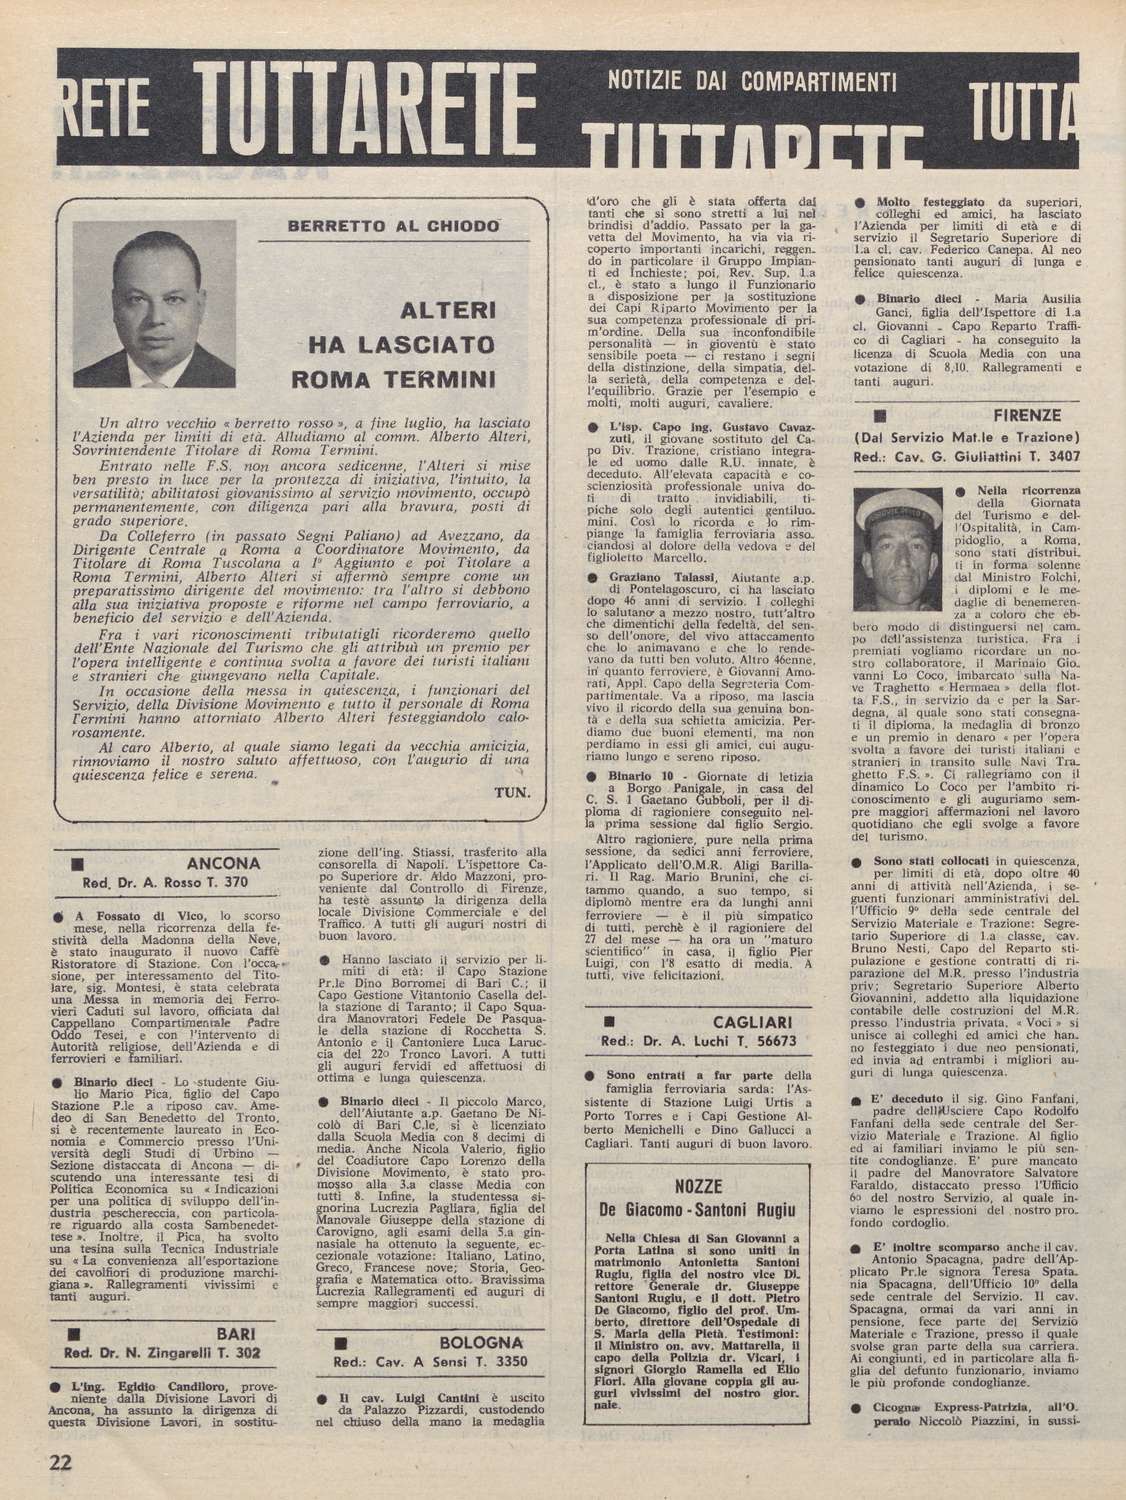 RETE TUTTARETE NOTIZIE DAI COMPARTIMENTI TUTTARETE TUTTA
BERRETTO AL CHIODO
ALTERI
HA LASCIATO
ROMA TERMINI
Un altro vecchio « berretto rosso », a fine luglio, ha lasciato
l'Azienda per limiti di età. Alludiamo al comm. Alberto Alteri,
Sovrintendente Titolare di Roma Termini.
Entrato nelle F.S. non ancora sedicenne, l'Alteri si mise
ben presto in luce per la prontezza di iniziativa, l'intuito, la
versatilità; abilitatosi giovanissimo al servizio movimento, occupò
permanentemente, con diligenza pari alla bravura, posti di
grado superiore.
Da Colleferro (in passato Segni Paliano) ad Avezzano, da
Dirigente Centrale a Roma a Coordinatore Movimento, da
Titolare di Roma Tuscolana a 1° Aggiunto e poi Titolare a
Roma Termini, Alberto Alteri si affermò sempre come un
preparatissimo dirigente del movimento: tra l'altro si debbono
alla sua iniziativa proposte e riforme nel campo ferroviario, a
beneficio del servizio e dell'Azienda.
Fra i vari riconoscimenti tributatigli ricorderemo quello
dell'Ente Nazionale del Turismo che gli attribuì un premio per
l'opera intelligente e continua svolta a favore dei turisti italiani
e stranieri che giungevano nella Capitale.
In occasione della messa in quiescenza, i funzionari del
Servizio, della Divisione Movimento e tutto il personale di Roma
Termini hanno attorniato Alberto Alteri festeggiandolo calo-
rosamente.
Al caro Alberto, al quale siamo legati da vecchia amicizia,
rinnoviamo il nostro saluto affettuoso, con l'augurio di una
quiescenza felice e serena.
TUN.
■ ANCONA
Red. Dr. A. Rosso T. 370
● A Fossato di Vico, lo scorso
mese, nella ricorrenza della fe-
stività della Madonna della Neve,
è stato inaugurato il nuovo Caffè
Ristoratore di Stazione. Con l'occa-
sione, per interessamento del Tito-
lare, sig. Montesi, è stata celebrata
una Messa in memoria dei Ferro-
vieri Caduti sul lavoro, officiata dal
Cappellano Compartimentale Padre
Oddo Tesei, e con l'intervento di
Autorità religiose, dell'Azienda e di
ferrovieri e familiari.
● Binario dieci - Lo studente Giu-
lio Mario Pica, figlio del Capo
Stazione P.le a riposo cav. Ame-
deo di San Benedetto del Tronto,
si è recentemente laureato in Eco-
nomia e Commercio presso l'Uni-
versità degli Studi di Urbino —
Sezione distaccata di Ancona — di-
scutendo una interessante tesi di
Politica Economica su « Indicazioni
per una politica di sviluppo dell'in-
dustria peschereccia, con particola-
re riguardo alla costa Sambenedet-
tese ». Inoltre, il Pica, ha svolto
una tesina sulla Tecnica Industriale
su « La convenienza all'esportazione
dei cavolfiori di produzione marchi-
giana ». Rallegramenti vivissimi e
tanti auguri.
■ BARI
Red. Dr. N. Zingarelli T. 302
● L'ing. Egidio Candiloro, prove-
niente dalla Divisione Lavori di
Ancona, ha assunto la dirigenza di
questa Divisione Lavori, in sostitu-
zione dell'ing. Stiassi, trasferito alla
consorella di Napoli. L'ispettore Ca-
po Superiore dr. Aldo Mazzoni, pro-
veniente dal Controllo di Firenze,
ha testè assunto la dirigenza della
locale Divisione Commerciale e del
Traffico. A tutti gli auguri nostri di
buon lavoro.
● Hanno lasciato il servizio per li-
miti di età: il Capo Stazione
Pr.le Dino Borromei di Bari C.; il
Capo Gestione Vitantonio Casella del-
la stazione di Taranto; il Capo Squa-
dra Manovratori Fedele De Pasqua-
le della stazione di Rocchetta S.
Antonio e il Cantoniere Luca Laruc-
cia del 22o Tronco Lavori. A tutti
gli auguri fervidi ed affettuosi di
ottima e lunga quiescenza.
● Binario dieci - Il piccolo Marco,
dell'Aiutante a.p. Gaetano De Ni-
colò di Bari C.le, si è licenziato
dalla Scuola Media con 8 decimi di
media. Anche Nicola Valerio, figlio
del Coadiutore Capo Lorenzo della
Divisione Movimento, è stato pro-
mosso alla 3.a classe Media con
tutti 8. Infine, la studentessa si-
gnorina Lucrezia Pagliara, figlia del
Manovale Giuseppe della stazione di
Carovigno, agli esami della 5.a gin-
nasiale ha ottenuto la seguente, ec-
cezionale votazione: Italiano, Latino,
Greco, Francese nove; Storia, Geo-
grafia e Matematica otto. Bravissima
Lucrezia Rallegramenti ed auguri di
sempre maggiori successi.
■ BOLOGNA
Red.: Cav. A Sensi T. 3350
● Il cav. Luigi Cantini è uscito
da Palazzo Pizzardi, custodendo
nel chiuso della mano la medaglia
d'oro che gli è stata offerta dai
tanti che si sono stretti a lui nel
brindisi d'addio. Passato per la ga-
vetta del Movimento, ha via via ri-
coperto importanti incarichi, reggen-
do in particolare il Gruppo Impian-
ti ed Inchieste; poi, Rev. Sup. 1.a
cl., è stato a lungo il Funzionario
a disposizione per la sostituzione
dei Capi Riparto Movimento per la
sua competenza professionale di pri-
m'ordine. Della sua inconfondibile
personalità — in gioventù è stato
sensibile poeta — ci restano i segni
della distinzione, della simpatia, del-
la serietà, della competenza e del-
l'equilibrio. Grazie per l'esempio e
molti, molti auguri, cavaliere.
● L'isp. Capo ing. Gustavo Cavaz-
zuti, il giovane sostituto del Ca-
po Div. Trazione, cristiano integra-
le ed uomo dalle R.U. innate, è
deceduto. All'elevata capacità e co-
scienziosità professionale univa do-
ti di tratto invidiabili, ti-
piche solo degli autentici gentiluo-
mini. Così lo ricorda e lo rim-
piange la famiglia ferroviaria asso-
ciandosi al dolore della vedova e del
figlioletto Marcello.
● Graziano Talassi, Aiutante a.p.
di Pontelagoscuro, ci ha lasciato
dopo 46 anni di servizio. I colleghi
lo salutano a mezzo nostro, tutt'altro
che dimentichi della fedeltà, del sen-
so dell'onore, del vivo attaccamento
che lo animavano e che lo rende-
vano da tutti ben voluto. Altro 46enne,
in quanto ferroviere, è Giovanni Amo-
rati, Appl. Capo della Segreteria Com-
partimentale. Va a riposo, ma lascia
vivo il ricordo della sua genuina bon-
tà e della sua schietta amicizia. Per-
diamo due buoni elementi, ma non
perdiamo in essi gli amici, cui augu-
riamo lungo e sereno riposo.
● Binario 10 - Giornate di letizia
a Borgo Panigale, in casa del
C. S. 1 Gaetano Gubboli, per il di-
ploma di ragioniere conseguito nel-
la prima sessione dal figlio Sergio.
Altro ragioniere, pure nella prima
sessione, da sedici anni ferroviere,
l'Applicato dell'O.M.R. Aligi Barilla-
ri. Il Rag. Mario Brunini, che ci-
tammo quando, a suo tempo, si
diplomò mentre era da lunghi anni
ferroviere — è il più simpatico
di tutti, perchè è il ragioniere del
27 del mese — ha ora un "maturo
scientifico" in casa, il figlio Pier
Luigi, con l'8 esatto di media. A
tutti, vive felicitazioni.
■ CAGLIARI
Red.: Dr. A. Luchi T. 56673
● Sono entrati a far parte della
famiglia ferroviaria sarda: l'As-
sistente di Stazione Luigi Urtis a
Porto Torres e i Capi Gestione Al-
berto Menichelli e Dino Gallucci a
Cagliari. Tanti auguri di buon lavoro.
NOZZE
De Giacomo - Santoni Rugiu
Nella Chiesa di San Giovanni a
Porta Latina si sono uniti in
matrimonio Antonietta Santoni
Rugiu, figlia del nostro vice Di-
rettore Generale dr. Giuseppe
Santoni Rugiu, e il dott. Pietro
De Giacomo, figlio del prof. Um-
berto, direttore dell'Ospedale di
S. Maria della Pietà. Testimoni:
il Ministro on. avv. Mattarella, il
capo della Polizia dr. Vicari, i
signori Giorgio Ramella ed Elio
Fiori. Alla giovane coppia gli au-
guri vivissimi del nostro gior-
nale.
● Molto festeggiato da superiori,
colleghi ed amici, ha lasciato
l'Azienda per limiti di età e di
servizio il Segretario Superiore di
1.a cl. cav. Federico Canepa. Al neo
pensionato tanti auguri di lunga e
felice quiescenza.
● Binario dieci - Maria Ausilia
Ganci, figlia dell'Ispettore di 1.a
cl. Giovanni - Capo Reparto Traffi-
co di Cagliari - ha conseguito la
licenza di Scuola Media con una
votazione di 8,10. Rallegramenti e
tanti auguri.
■ FIRENZE
(Dal Servizio Mat.le e Trazione)
Red.: Cav. G. Giuliattini T. 3407
● Nella ricorrenza
della Giornata
del Turismo e del-
l'Ospitalità, in Cam-
pidoglio, a Roma,
sono stati distribui-
ti in forma solenne
dal Ministro Folchi,
i diplomi e le me-
daglie di benemeren-
za a coloro che eb-
bero modo di distinguersi nel cam-
po dell'assistenza turistica. Fra i
premiati vogliamo ricordare un no-
stro collaboratore, il Marinaio Gio-
vanni Lo Coco, imbarcato sulla Na-
ve Traghetto « Hermaea » della flot-
ta F.S., in servizio da e per la Sar-
degna, al quale sono stati consegna-
ti il diploma, la medaglia di bronzo
e un premio in denaro « per l'opera
svolta a favore dei turisti italiani e
stranieri in transito sulle Navi Tra-
ghetto F.S. ». Ci rallegriamo con il
dinamico Lo Coco per l'ambito ri-
conoscimento e gli auguriamo sem-
pre maggiori affermazioni nel lavoro
quotidiano che egli svolge a favore
del turismo.
● Sono stati collocati in quiescenza,
per limiti di età, dopo oltre 40
anni di attività nell'Azienda, i se-
guenti funzionari amministrativi del-
l'Ufficio 9° della sede centrale del
Servizio Materiale e Trazione: Segre-
tario Superiore di 1.a classe, cav.
Bruno Nesti, Capo del Reparto sti-
pulazione e gestione contratti di ri-
parazione del M.R. presso l'industria
priv; Segretario Superiore Alberto
Giovannini, addetto alla liquidazione
contabile delle costruzioni del M.R.
presso l'industria privata. « Voci » si
unisce ai colleghi ed amici che han-
no festeggiato i due neo pensionati,
ed invia ad entrambi i migliori au-
guri di lunga quiescenza.
● E' deceduto il sig. Gino Fanfani,
padre dell'Usciere Capo Rodolfo
Fanfani della sede centrale del Ser-
vizio Materiale e Trazione. Al figlio
ed ai familiari inviamo le più sen-
tite condoglianze. E' pure mancato
il padre del Manovratore Salvatore
Faraldo, distaccato presso l'Ufficio
6o del nostro Servizio, al quale in-
viamo le espressioni del nostro pro-
fondo cordoglio.
● E' inoltre scomparso anche il cav.
Antonio Spacagna, padre dell'Ap-
plicato Pr.le signora Teresa Spata-
nia Spacagna, dell'Ufficio 10° della
sede centrale del Servizio. Il cav.
Spacagna, ormai da vari anni in
pensione, fece parte del Servizio
Materiale e Trazione, presso il quale
svolse gran parte della sua carriera.
Ai congiunti, ed in particolare alla fi-
glia del defunto funzionario, inviamo
le più profonde condoglianze.
● Cicogna Express-Patrizia, all'O-
peraio Niccolò Piazzini, in sussi-
22